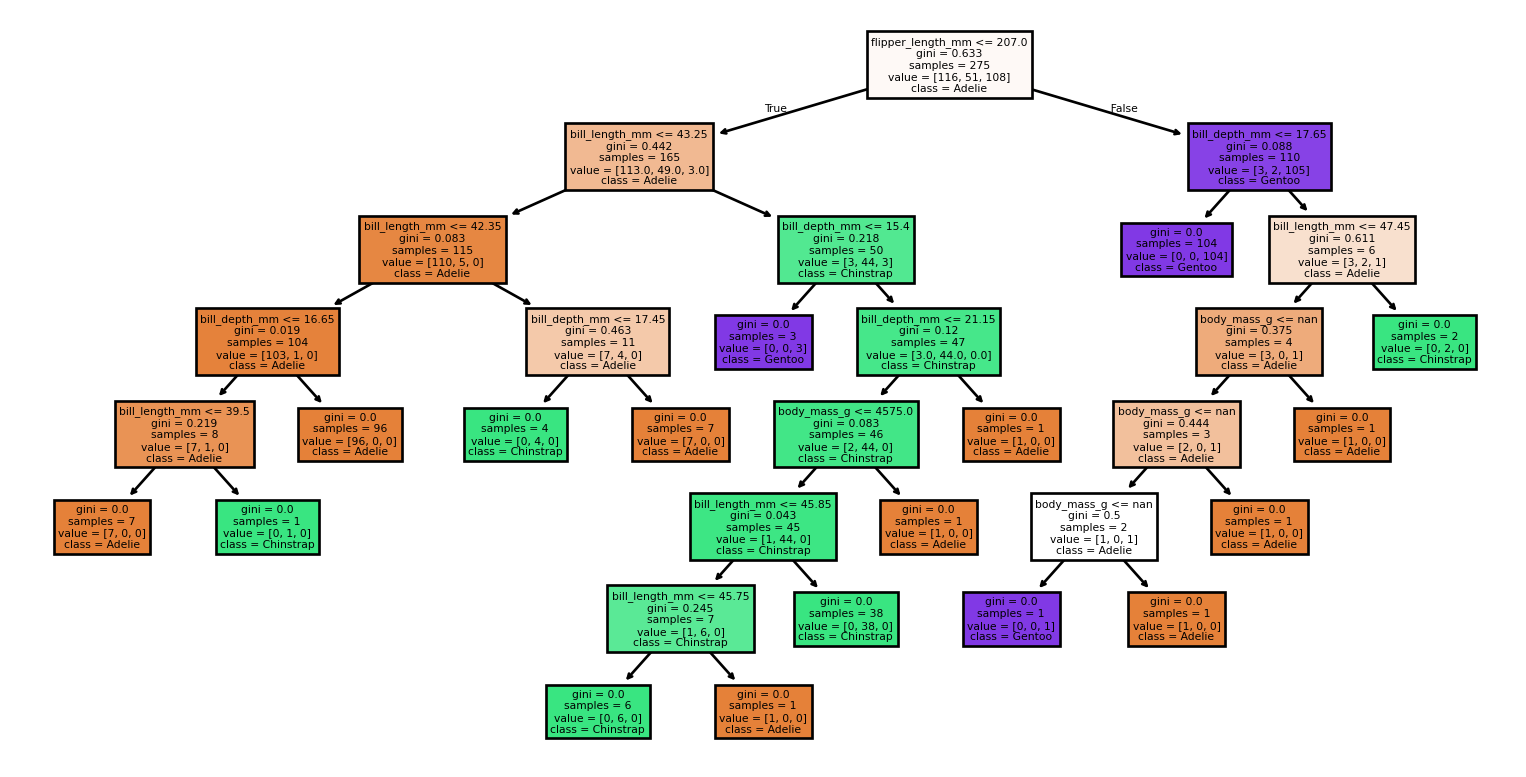 flipper_length_mm <= 207.0
gini = 0.633
samples = 275
value = [116, 51, 108]
class = Adelie
True
False
bill_length_mm <= 43.25
gini = 0.442
samples = 165
value = [113.0, 49.0, 3.0]
class = Adelie
bill_depth_mm <= 17.65
gini = 0.088
samples = 110
value = [3, 2, 105]
class = Gentoo
bill_length_mm <= 42.35
gini = 0.083
samples = 115
value = [110, 5, 0]
class = Adelie
bill_depth_mm <= 15.4
gini = 0.218
samples = 50
value = [3, 44, 3]
class = Chinstrap
gini = 0.0
samples = 104
value = [0, 0, 104]
class = Gentoo
bill_length_mm <= 47.45
gini = 0.611
samples = 6
value = [3, 2, 1]
class = Adelie
bill_depth_mm <= 16.65
gini = 0.019
samples = 104
value = [103, 1, 0]
class = Adelie
bill_depth_mm <= 17.45
gini = 0.463
samples = 11
value = [7, 4, 0]
class = Adelie
gini = 0.0
samples = 3
value = [0, 0, 3]
class = Gentoo
bill_depth_mm <= 21.15
gini = 0.12
samples = 47
value = [3.0, 44.0, 0.0]
class = Chinstrap
body_mass_g <= nan
gini = 0.375
samples = 4
value = [3, 0, 1]
class = Adelie
gini = 0.0
samples = 2
value = [0, 2, 0]
class = Chinstrap
bill_length_mm <= 39.5
gini = 0.219
samples = 8
value = [7, 1, 0]
class = Adelie
gini = 0.0
samples = 96
value = [96, 0, 0]
class = Adelie
gini = 0.0
samples = 4
value = [0, 4, 0]
class = Chinstrap
gini = 0.0
samples = 7
value = [7, 0, 0]
class = Adelie
body_mass_g <= 4575.0
gini = 0.083
samples = 46
value = [2, 44, 0]
class = Chinstrap
gini = 0.0
samples = 1
value = [1, 0, 0]
class = Adelie
body_mass_g <= nan
gini = 0.444
samples = 3
value = [2, 0, 1]
class = Adelie
gini = 0.0
samples = 1
value = [1, 0, 0]
class = Adelie
gini = 0.0
samples = 7
value = [7, 0, 0]
class = Adelie
gini = 0.0
samples = 1
value = [0, 1, 0]
class = Chinstrap
bill_length_mm <= 45.85
gini = 0.043
samples = 45
value = [1, 44, 0]
class = Chinstrap
gini = 0.0
samples = 1
value = [1, 0, 0]
class = Adelie
body_mass_g <= nan
gini = 0.5
samples = 2
value = [1, 0, 1]
class = Adelie
gini = 0.0
samples = 1
value = [1, 0, 0]
class = Adelie
bill_length_mm <= 45.75
gini = 0.245
samples = 7
value = [1, 6, 0]
class = Chinstrap
gini = 0.0
samples = 38
value = [0, 38, 0]
class = Chinstrap
gini = 0.0
samples = 1
value = [0, 0, 1]
class = Gentoo
gini = 0.0
samples = 1
value = [1, 0, 0]
class = Adelie
gini = 0.0
samples = 6
value = [0, 6, 0]
class = Chinstrap
gini = 0.0
samples = 1
value = [1, 0, 0]
class = Adelie